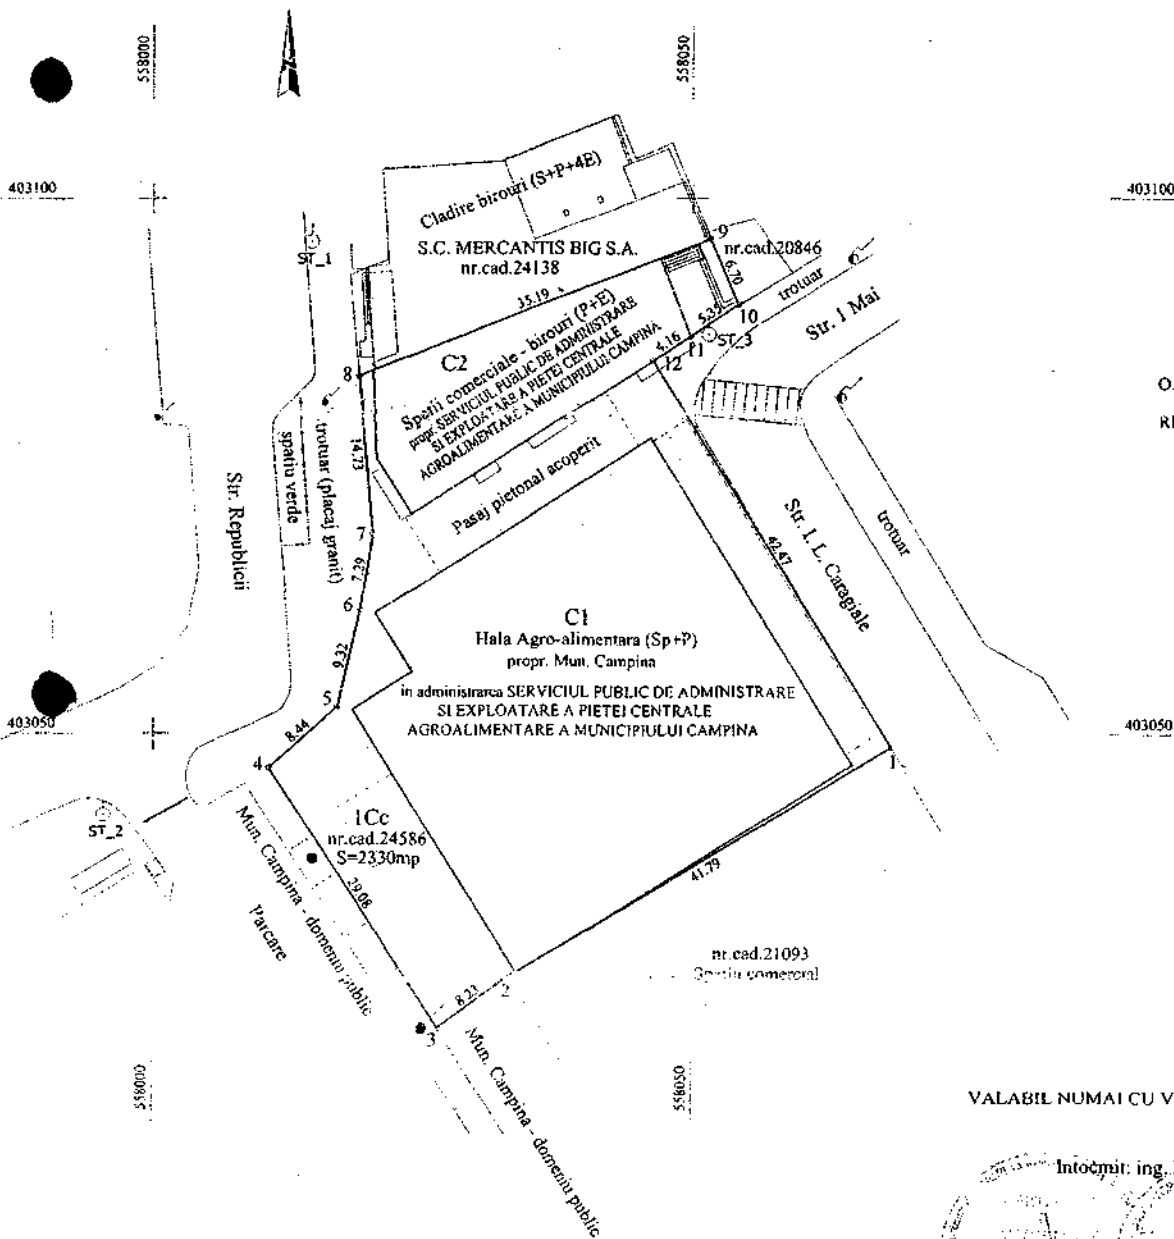 558000
558050
403100
403100
Cladire birouri (S+P+4E)
S.C. MERCANTIS BIG S.A.
nr.cad.24138
ST_1
9
nr.cad.20846
6.70
trotuar
6
10
5.35
ST_3
Str. 1 Mai
35.19
11
4.16
12
C2
Spatii comerciale - birouri (P+E)
propr. SERVICIUL PUBLIC DE ADMINISTRARE
SI EXPLOATARE A PIETEI CENTRALE
AGROALIMENTARE A MUNICIPIULUI CAMPINA
8
6
14.73
trotuar (placaj granit)
spatiu verde
Str. Republicii
Pasaj pietonal acoperit
7
7.29
6
9.32
5
8.44
4
Str. I. L. Caragiale
42.47
trotuar
C1
Hala Agro-alimentara (Sp+P)
propr. Mun. Campina
in administrarea SERVICIUL PUBLIC DE ADMINISTRARE
SI EXPLOATARE A PIETEI CENTRALE
AGROALIMENTARE A MUNICIPIULUI CAMPINA
403050
403050
1
ST_2
1Cc
nr.cad.24586
S=2330mp
29.08
Mun. Campina - domeniu public
Parcare
41.79
nr.cad.21093
Spatiu comercial
2
8.23
3
Mun. Campina - domeniu public
558000
558050
VALABIL NUMAI CU V
Intocmit: ing.